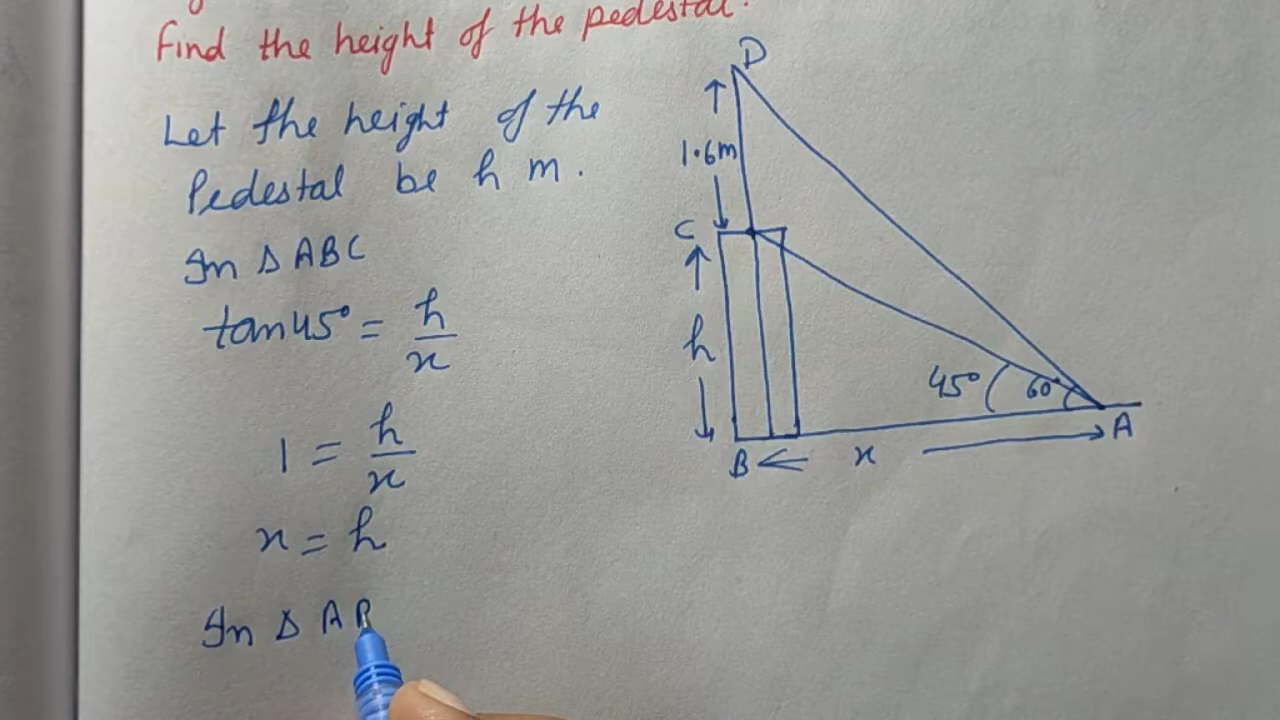 Find the height of the pedestal.
Let the height of the
Pedestal be h m.
In Δ ABC
tan45° = h/x
1 = h/x
x = h
In Δ AB
D
1.6m
C
h
45°
60°
A
B
x